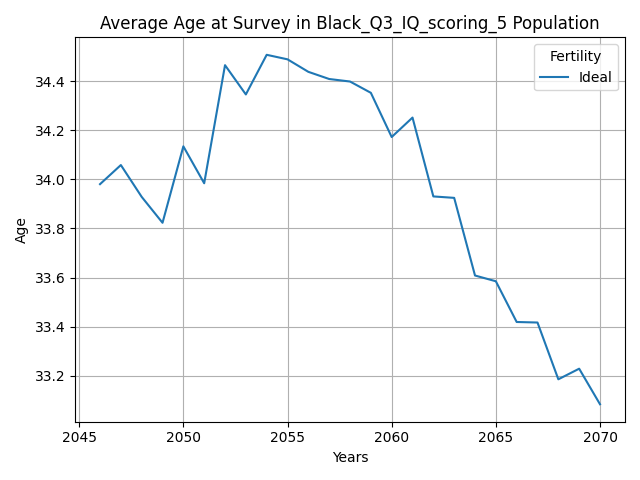 Average Age at Survey in Black_Q3_IQ_scoring_5 Population
Fertility
Ideal
34.4
34.2
34.0
33.8
33.6
33.4
33.2
Age
2045
2050
2055
2060
2065
2070
Years